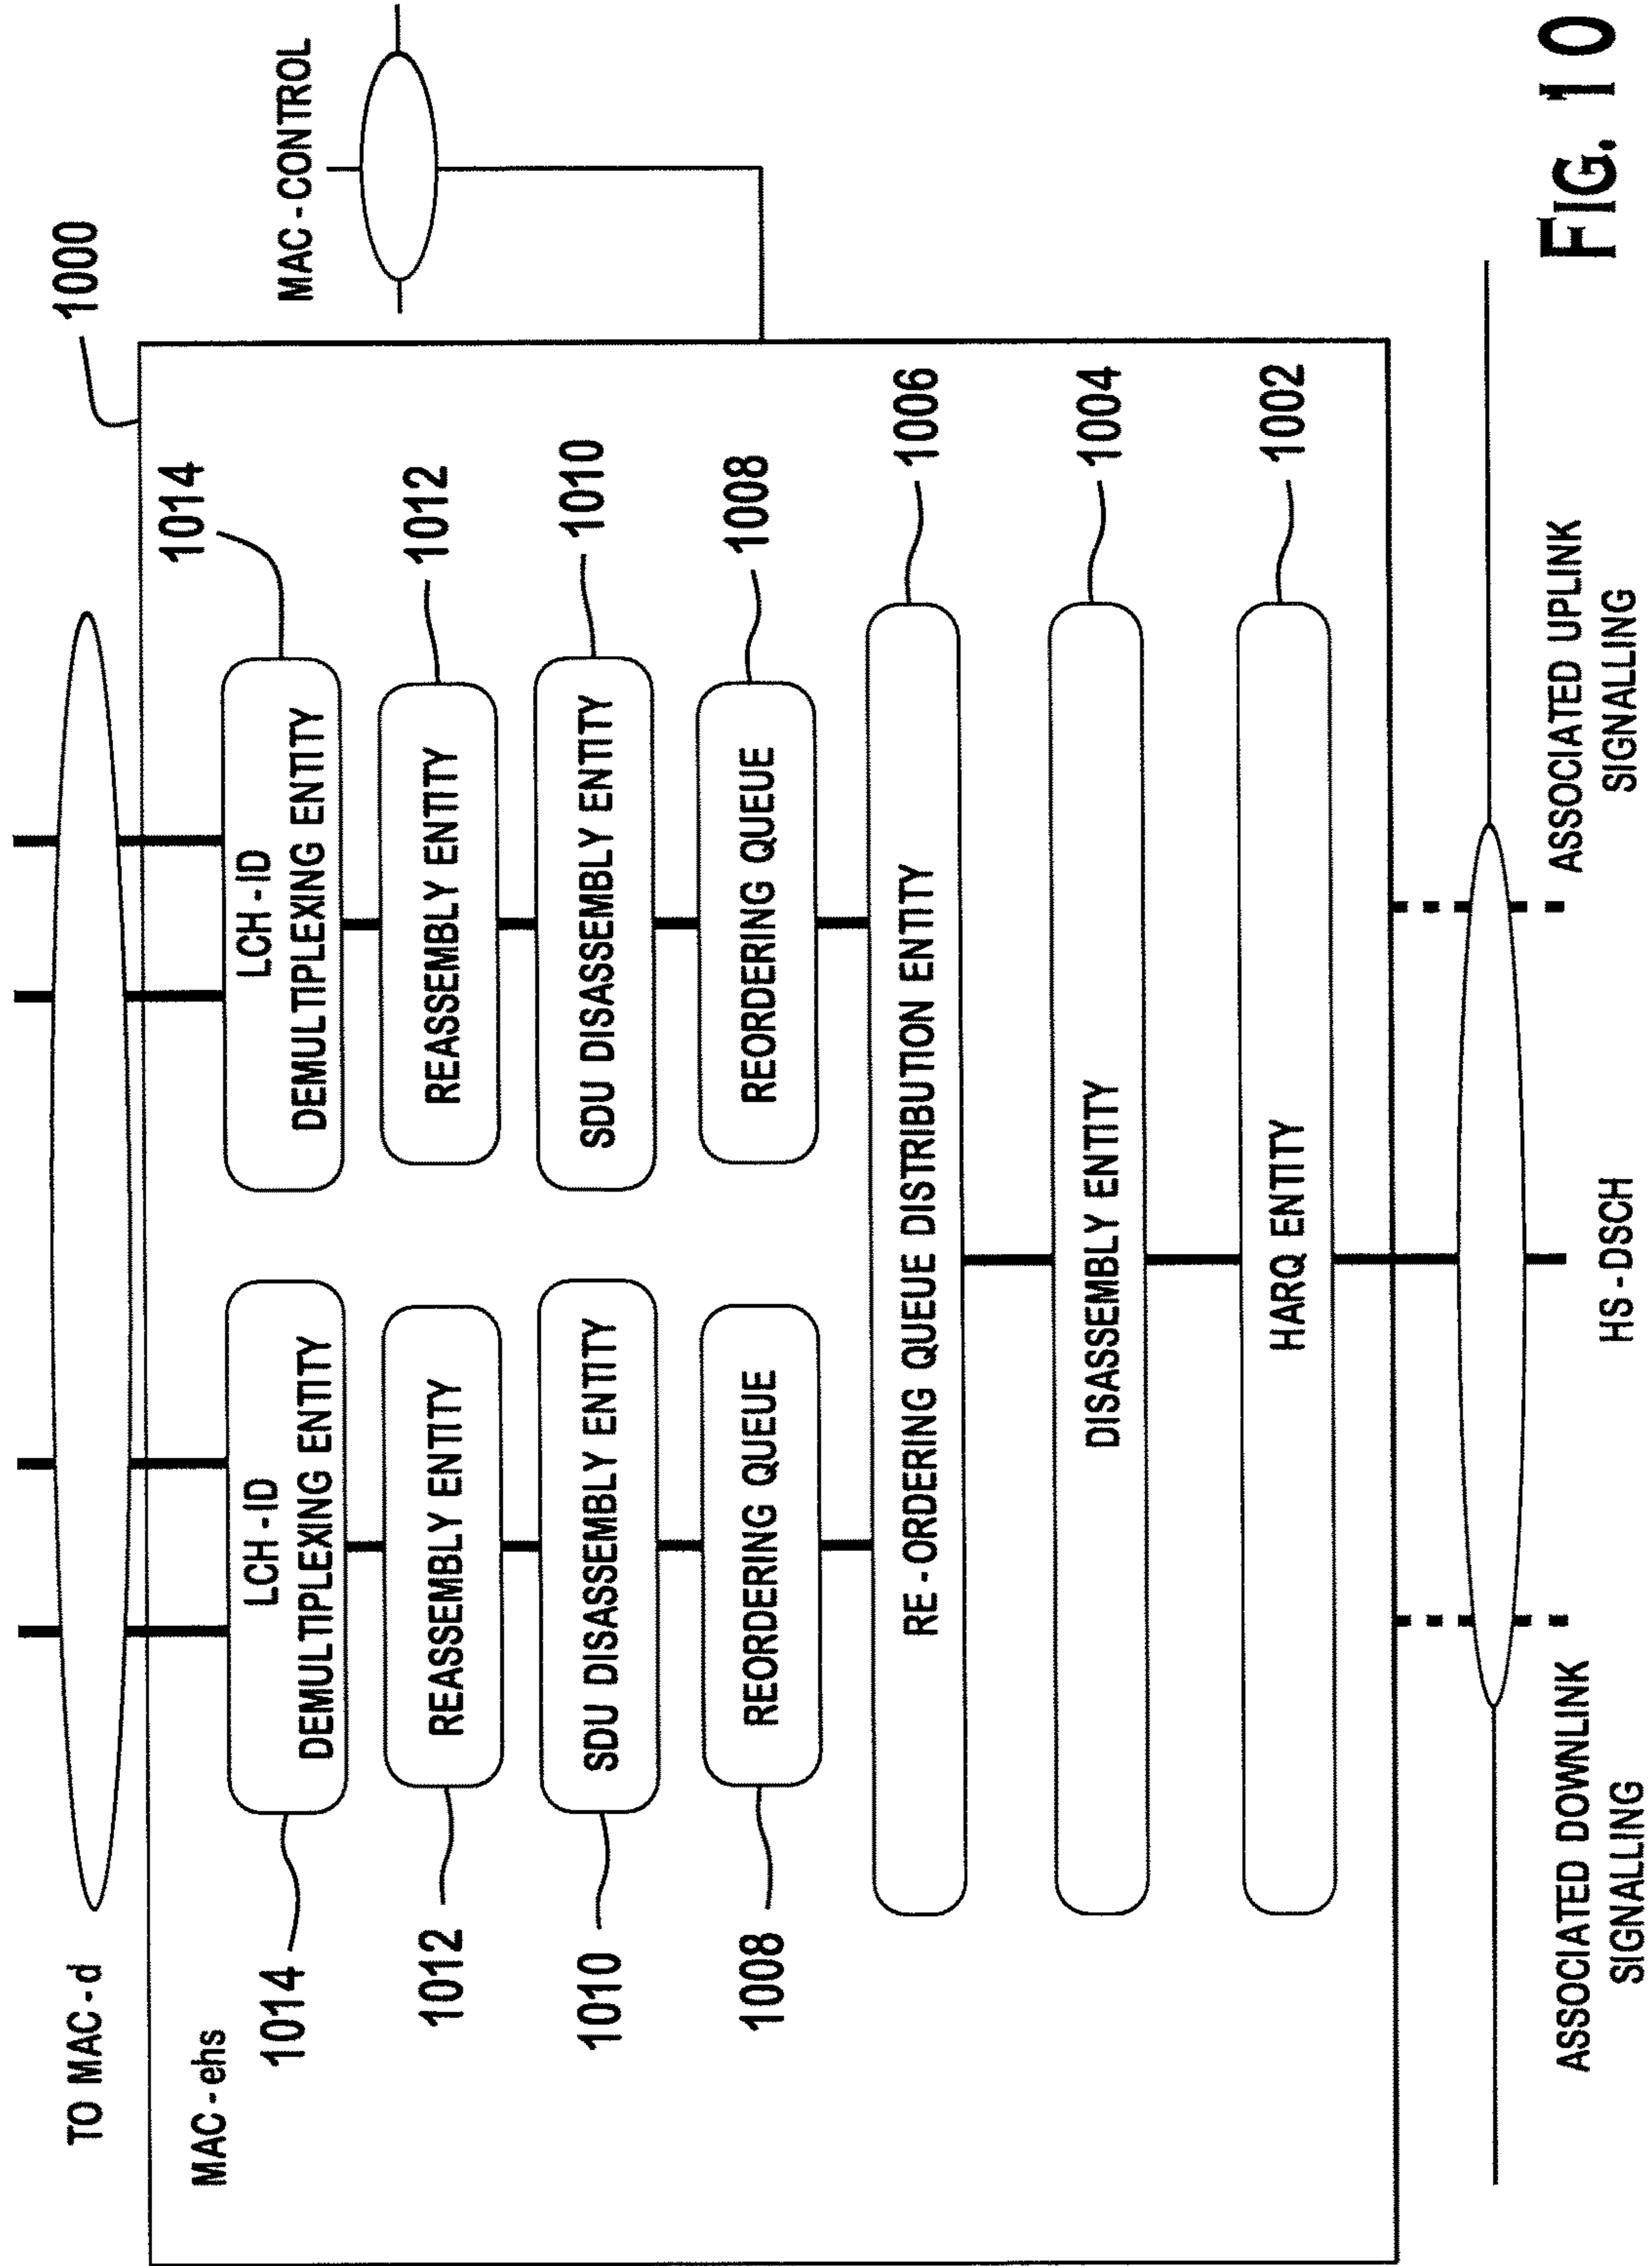 TO MAC-d
1000
MAC-CONTROL
MAC-ehs
1014
LCH-ID
DEMULTIPLEXING ENTITY
LCH-ID
DEMULTIPLEXING ENTITY
1014
1012
REASSEMBLY ENTITY
REASSEMBLY ENTITY
1012
1010
SDU DISASSEMBLY ENTITY
SDU DISASSEMBLY ENTITY
1010
1008
REORDERING QUEUE
REORDERING QUEUE
1008
RE-ORDERING QUEUE DISTRIBUTION ENTITY
1006
DISASSEMBLY ENTITY
1004
HARQ ENTITY
1002
ASSOCIATED DOWNLINK
SIGNALLING
HS-DSCH
ASSOCIATED UPLINK
SIGNALLING
FIG. 10